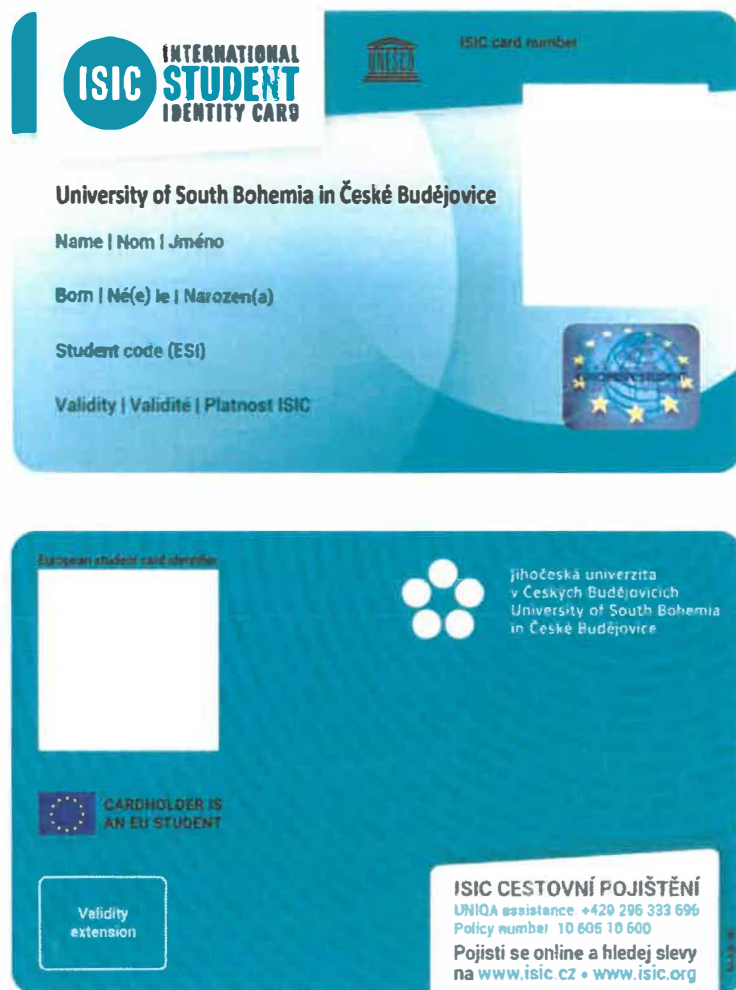 ISIC
INTERNATIONAL
STUDENT
IDENTITY CARD
UNESCO
ISIC card number
University of South Bohemia in České Budějovice
Name | Nom | Jméno
Born | Né(e) le | Narozen(a)
Student code (ESI)
Validity | Validité | Platnost ISIC
EUROPEAN STUDENT
European student card identifier
Jihočeská univerzita
v Českých Budějovicích
University of South Bohemia
in České Budějovice
CARDHOLDER IS
AN EU STUDENT
Validity
extension
ISIC CESTOVNÍ POJIŠTĚNÍ
UNIQA assistance +420 296 333 696
Policy number 10 605 10 600
Pojisti se online a hledej slevy
na www.isic.cz • www.isic.org